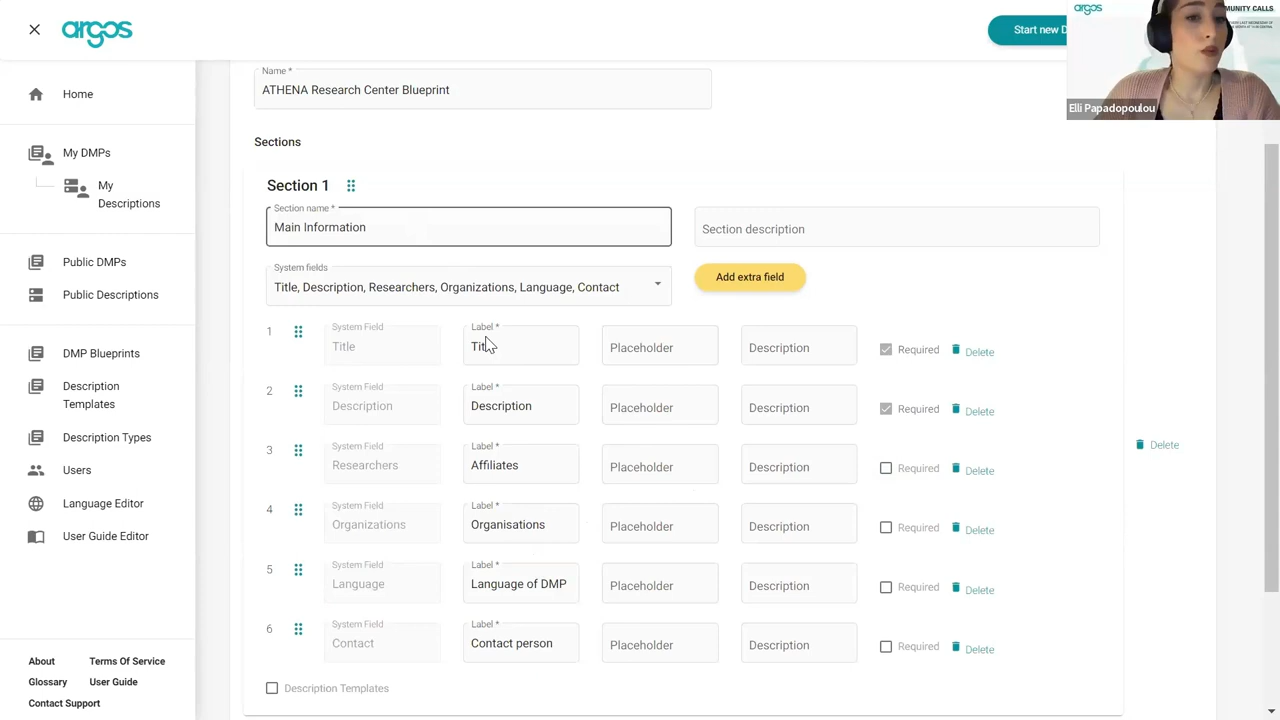 argos
Start new D
argos
MUNITY CALLS
Elli Papadopoulou
Home
My DMPs
My
Descriptions
Public DMPs
Public Descriptions
DMP Blueprints
Description
Templates
Description Types
Users
Language Editor
User Guide Editor
About
Terms Of Service
Glossary
User Guide
Contact Support
Name *
ATHENA Research Center Blueprint
Sections
Section 1
Section name *
Main Information
Section description
System fields
Title, Description, Researchers, Organizations, Language, Contact
Add extra field
1
System Field
Title
Label *
Title
Placeholder
Description
Required
Delete
2
System Field
Description
Label *
Description
Placeholder
Description
Required
Delete
3
System Field
Researchers
Label *
Affiliates
Placeholder
Description
Required
Delete
4
System Field
Organizations
Label *
Organisations
Placeholder
Description
Required
Delete
5
System Field
Language
Label *
Language of DMP
Placeholder
Description
Required
Delete
6
System Field
Contact
Label *
Contact person
Placeholder
Description
Required
Delete
Delete
Description Templates